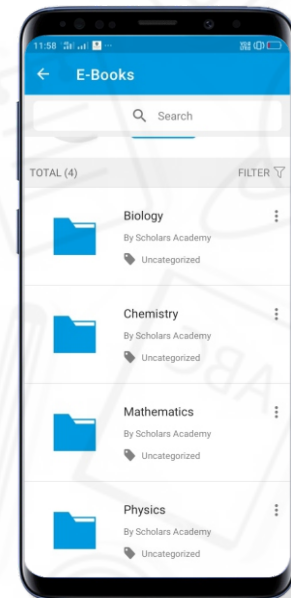 11:58
E-Books
Search
TOTAL (4) FILTER
Biology
By Scholars Academy
Uncategorized
Chemistry
By Scholars Academy
Uncategorized
Mathematics
By Scholars Academy
Uncategorized
Physics
By Scholars Academy
Uncategorized
ABC